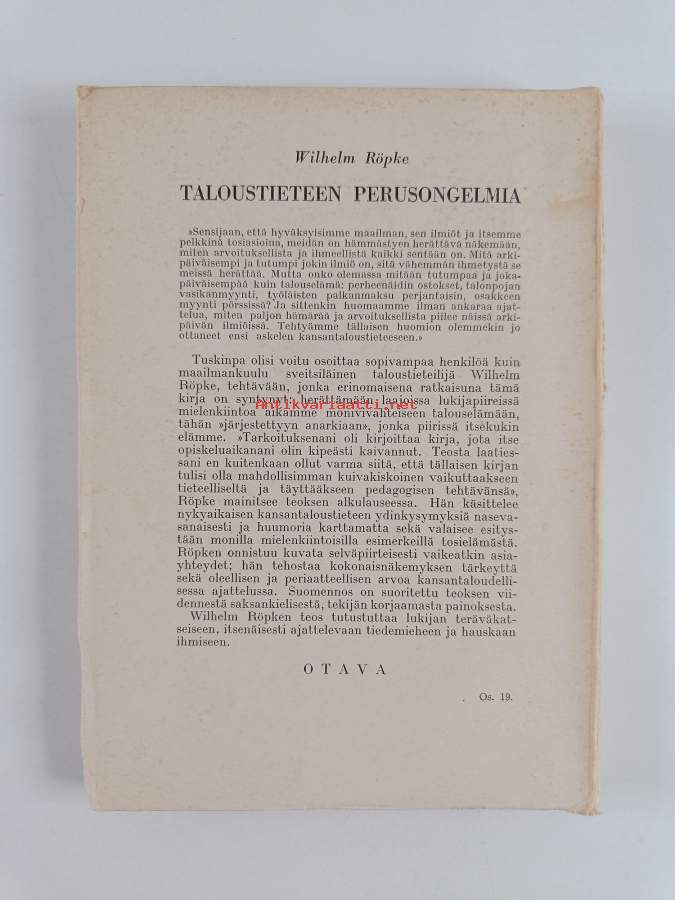 Wilhelm Röpke
TALOUSTIETEEN PERUSONGELMIA
»Sensijaan, että hyväksyisimme maailman, sen ilmiöt ja itsemme
pelkkinä tosiasioina, meidän on hämmästyen herättävä näkemään,
miten arvoituksellista ja ihmeellistä kaikki sentään on. Mitä arki-
päiväisempi ja tutumpi jokin ilmiö on, sitä vähemmän ihmetystä se
meissä herättää. Mutta onko olemassa mitään tutumpaa ja joka-
päiväisempää kuin talouselämä: perheenäidin ostokset, talonpojan
vasikanmyynti, työläisten palkanmaksu perjantaisin, osakkeen
myynti pörssissä? Ja sittenkin huomaamme ilman ankaraa ajat-
telua, miten paljon hämärää ja arvoituksellista piilee näissä arki-
päivän ilmiöissä. Tehtyämme tällaisen huomion olemmekin jo
ottaneet ensi askelen kansantaloustieteeseen.»
Tuskinpa olisi voitu osoittaa sopivampaa henkilöä kuin
maailmankuulu sveitsiläinen taloustieteilijä Wilhelm
Röpke, tehtävään, jonka erinomaisena ratkaisuna tämä
kirja on syntynyt: herättämään laajoissa lukijapiireissä
Antikvariaatti.net
mielenkiintoa aikamme monivivahteiseen talouselämään,
tähän »järjestettyyn anarkiaan», jonka piirissä itsekukin
elämme. »Tarkoituksenani oli kirjoittaa kirja, jota itse
opiskeluaikanani olin kipeästi kaivannut. Teosta laaties-
sani en kuitenkaan ollut varma siitä, että tällaisen kirjan
tulisi olla mahdollisimman kuivakiskoinen vaikuttaakseen
tieteelliseltä ja täyttääkseen pedagogisen tehtävänsä»,
Röpke mainitsee teoksen alkulauseessa. Hän käsittelee
nykyaikaisen kansantaloustieteen ydinkysymyksiä naseva-
sanaisesti ja huumoria karttamatta sekä valaisee esitys-
tään monilla mielenkiintoisilla esimerkeillä tosielämästä.
Röpken onnistuu kuvata selväpiirteisesti vaikeatkin asia-
yhteydet; hän tehostaa kokonaisnäkemyksen tärkeyttä
sekä oleellisen ja periaatteellisen arvoa kansantaloudelli-
sessa ajattelussa. Suomennos on suoritettu teoksen vii-
dennestä saksankielisestä, tekijän korjaamasta painoksesta.
Wilhelm Röpken teos tutustuttaa lukijan teräväkat-
seiseen, itsenäisesti ajattelevaan tiedemieheen ja hauskaan
ihmiseen.
OTAVA
Os. 19.